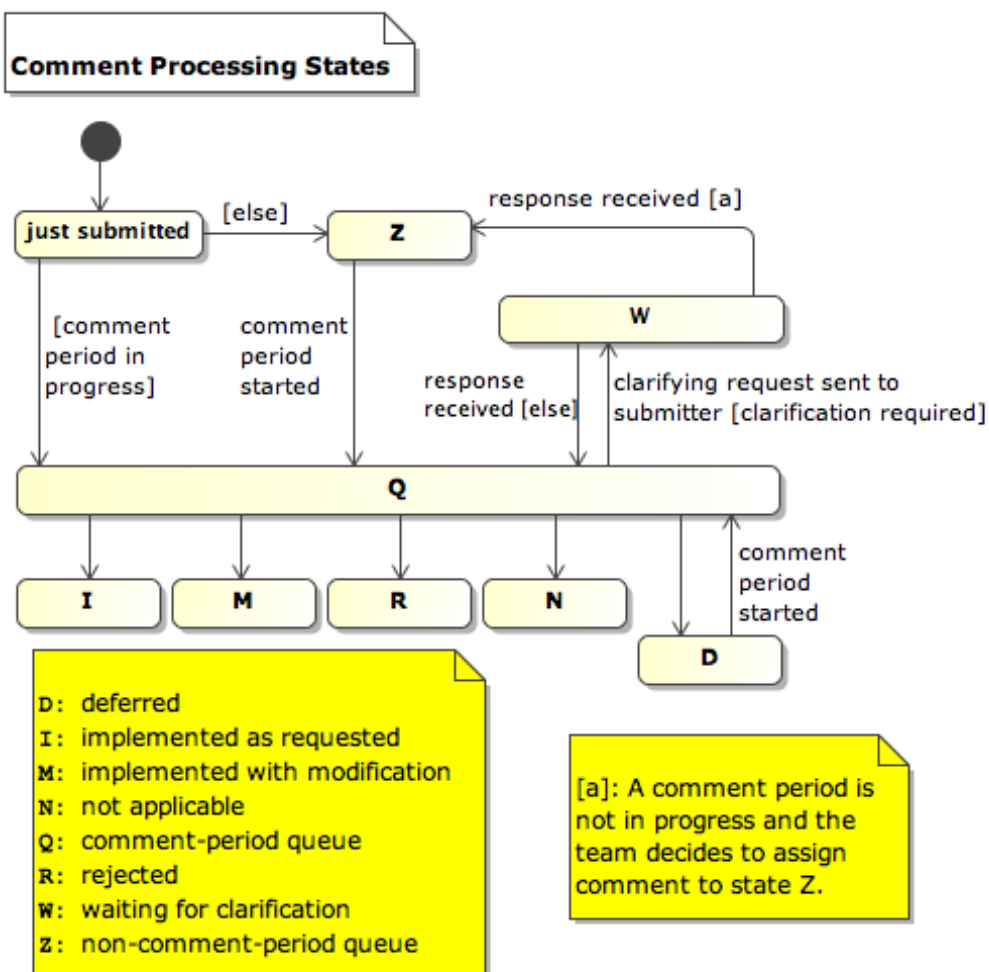 Comment Processing States
just submitted
[else]
Z
response received [a]
W
[comment
period in
progress]
comment
period
started
response
received [else]
clarifying request sent to
submitter [clarification required]
Q
I
M
R
N
comment
period
started
D
D: deferred
I: implemented as requested
M: implemented with modification
N: not applicable
Q: comment-period queue
R: rejected
W: waiting for clarification
Z: non-comment-period queue
[a]: A comment period is
not in progress and the
team decides to assign
comment to state Z.